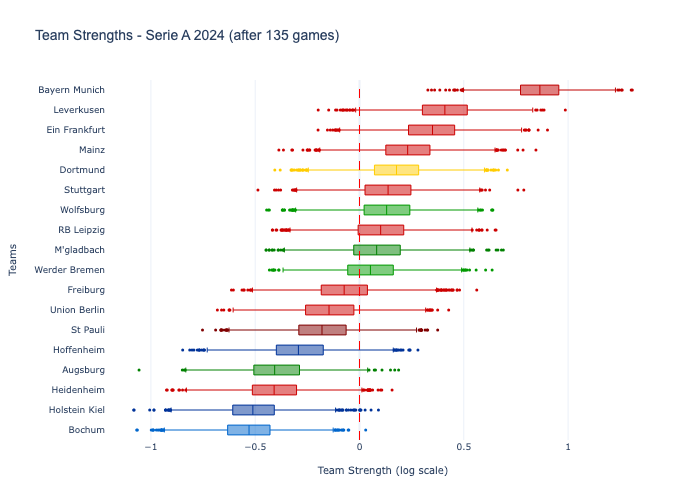 Team Strengths - Serie A 2024 (after 135 games)
Bayern Munich
Leverkusen
Ein Frankfurt
Mainz
Dortmund
Stuttgart
Wolfsburg
RB Leipzig
M'gladbach
Werder Bremen
Freiburg
Union Berlin
St Pauli
Hoffenheim
Augsburg
Heidenheim
Holstein Kiel
Bochum
Teams
−1 −0.5 0 0.5 1
Team Strength (log scale)